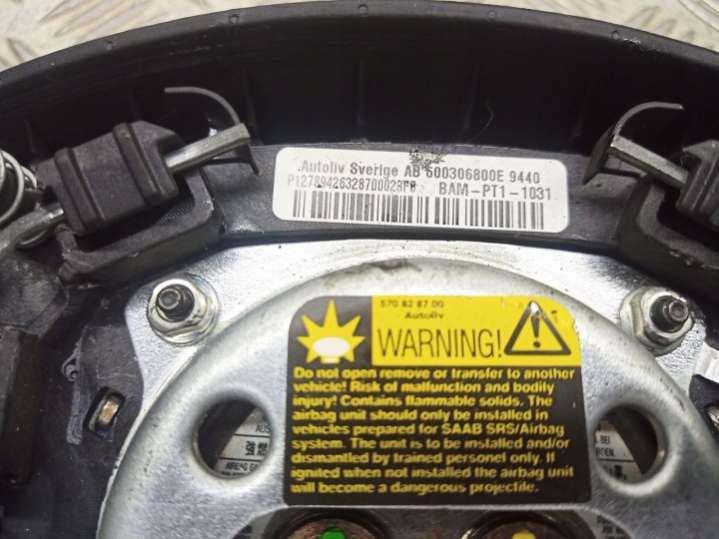 Autoliv Sverige AB 600306800E 9440
BAM-PT1-1031
570 82 87 00
Autoliv
WARNING!
Do not open remove or transfer to another
vehicle! Risk of malfunction and bodily
injury! Contains flammable solids. The
airbag unit should only be installed in
vehicles prepared for SAAB SRS/Airbag
system. The unit is to be installed and/or
dismantled by trained personel only. If
ignited when not installed the airbag unit
will become a dangerous projectile.